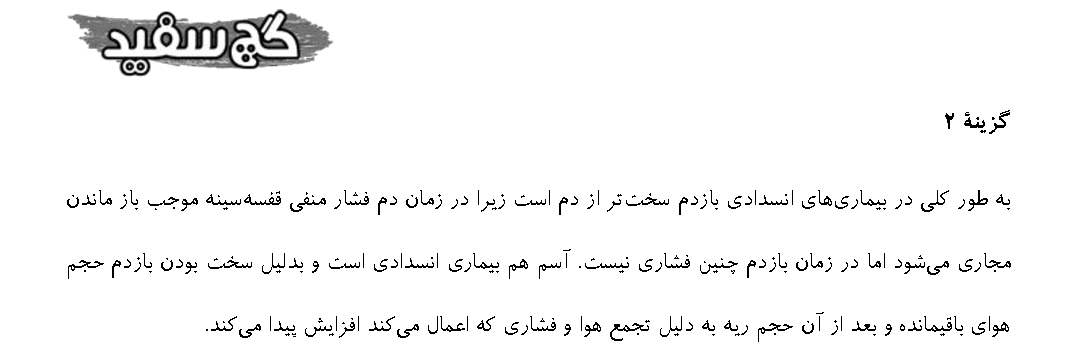 گچ سفید
گزینهٔ ۲
به طور کلی در بیماری‌های انسدادی بازدم سخت‌تر از دم است زیرا در زمان دم فشار منفی قفسه‌سینه موجب باز ماندن
مجاری می‌شود اما در زمان بازدم چنین فشاری نیست. آسم هم بیماری انسدادی است و بدلیل سخت بودن بازدم حجم
هوای باقیمانده و بعد از آن حجم ریه به دلیل تجمع هوا و فشاری که اعمال می‌کند افزایش پیدا می‌کند.